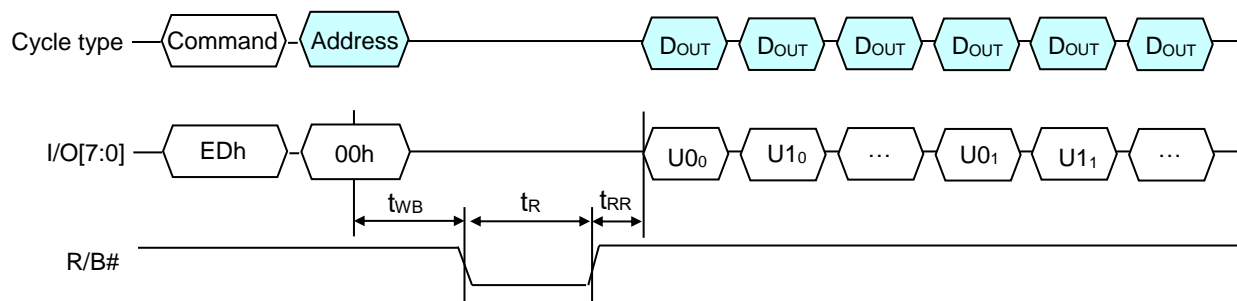 Cycle type Command Address DOUT DOUT DOUT DOUT DOUT DOUT
I/O[7:0] EDh 00h U0₀ U1₀ ... U0₁ U1₁ ...
tWB tR tRR
R/B#